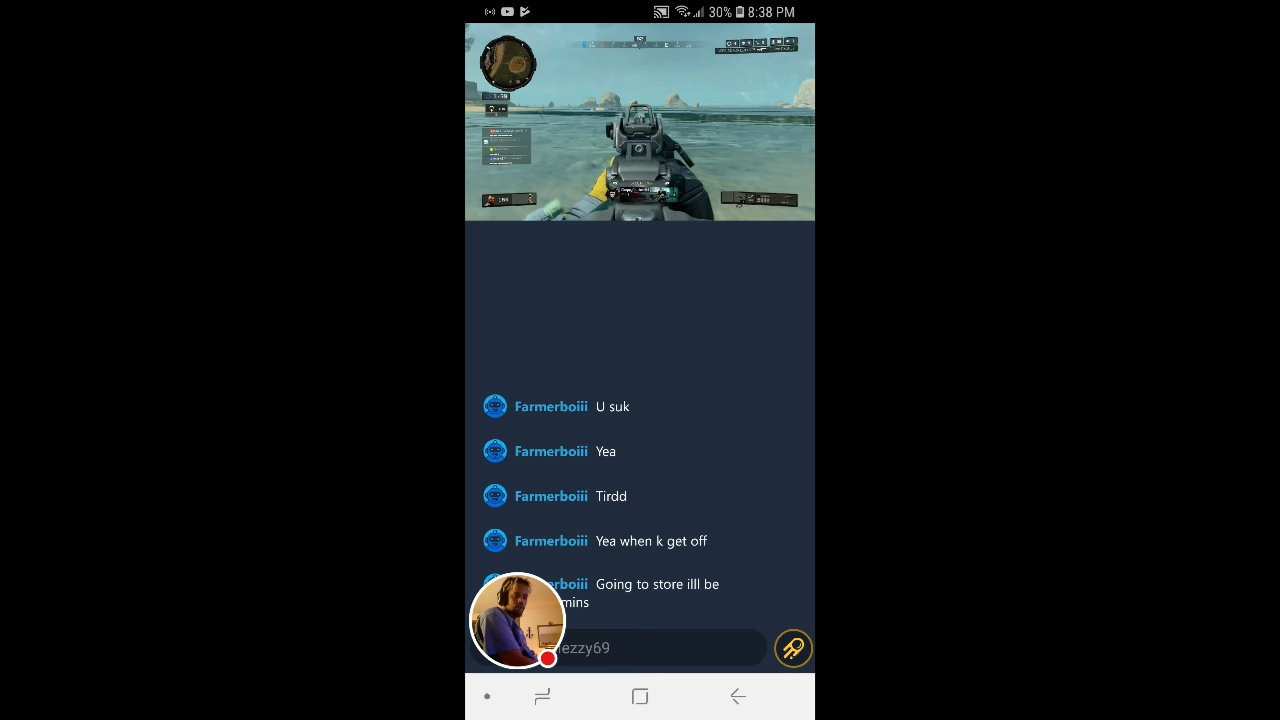 30% 8:38 PM
Farmerboiii U suk
Farmerboiii Yea
Farmerboiii Tirdd
Farmerboiii Yea when k get off
erboiii Going to store illl be
mins
ezzy69